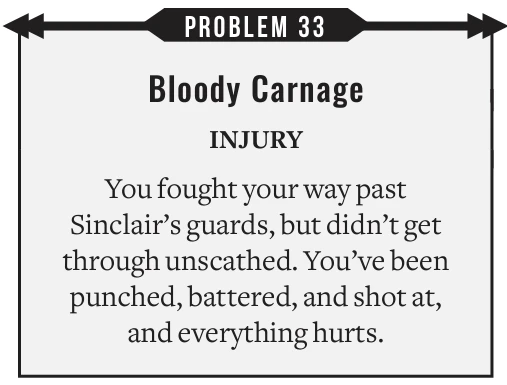 PROBLEM 33
Bloody Carnage
INJURY
You fought your way past
Sinclair’s guards, but didn’t get
through unscathed. You’ve been
punched, battered, and shot at,
and everything hurts.